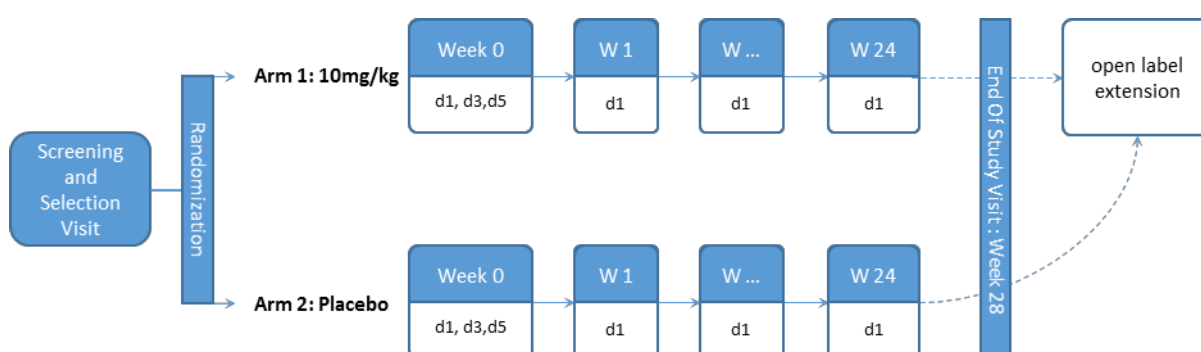 Screening
and
Selection
Visit
Randomization
Arm 1: 10mg/kg
Week 0
d1, d3,d5
W 1
d1
W ...
d1
W 24
d1
Arm 2: Placebo
Week 0
d1, d3,d5
W 1
d1
W ...
d1
W 24
d1
End Of Study Visit : Week 28
open label
extension